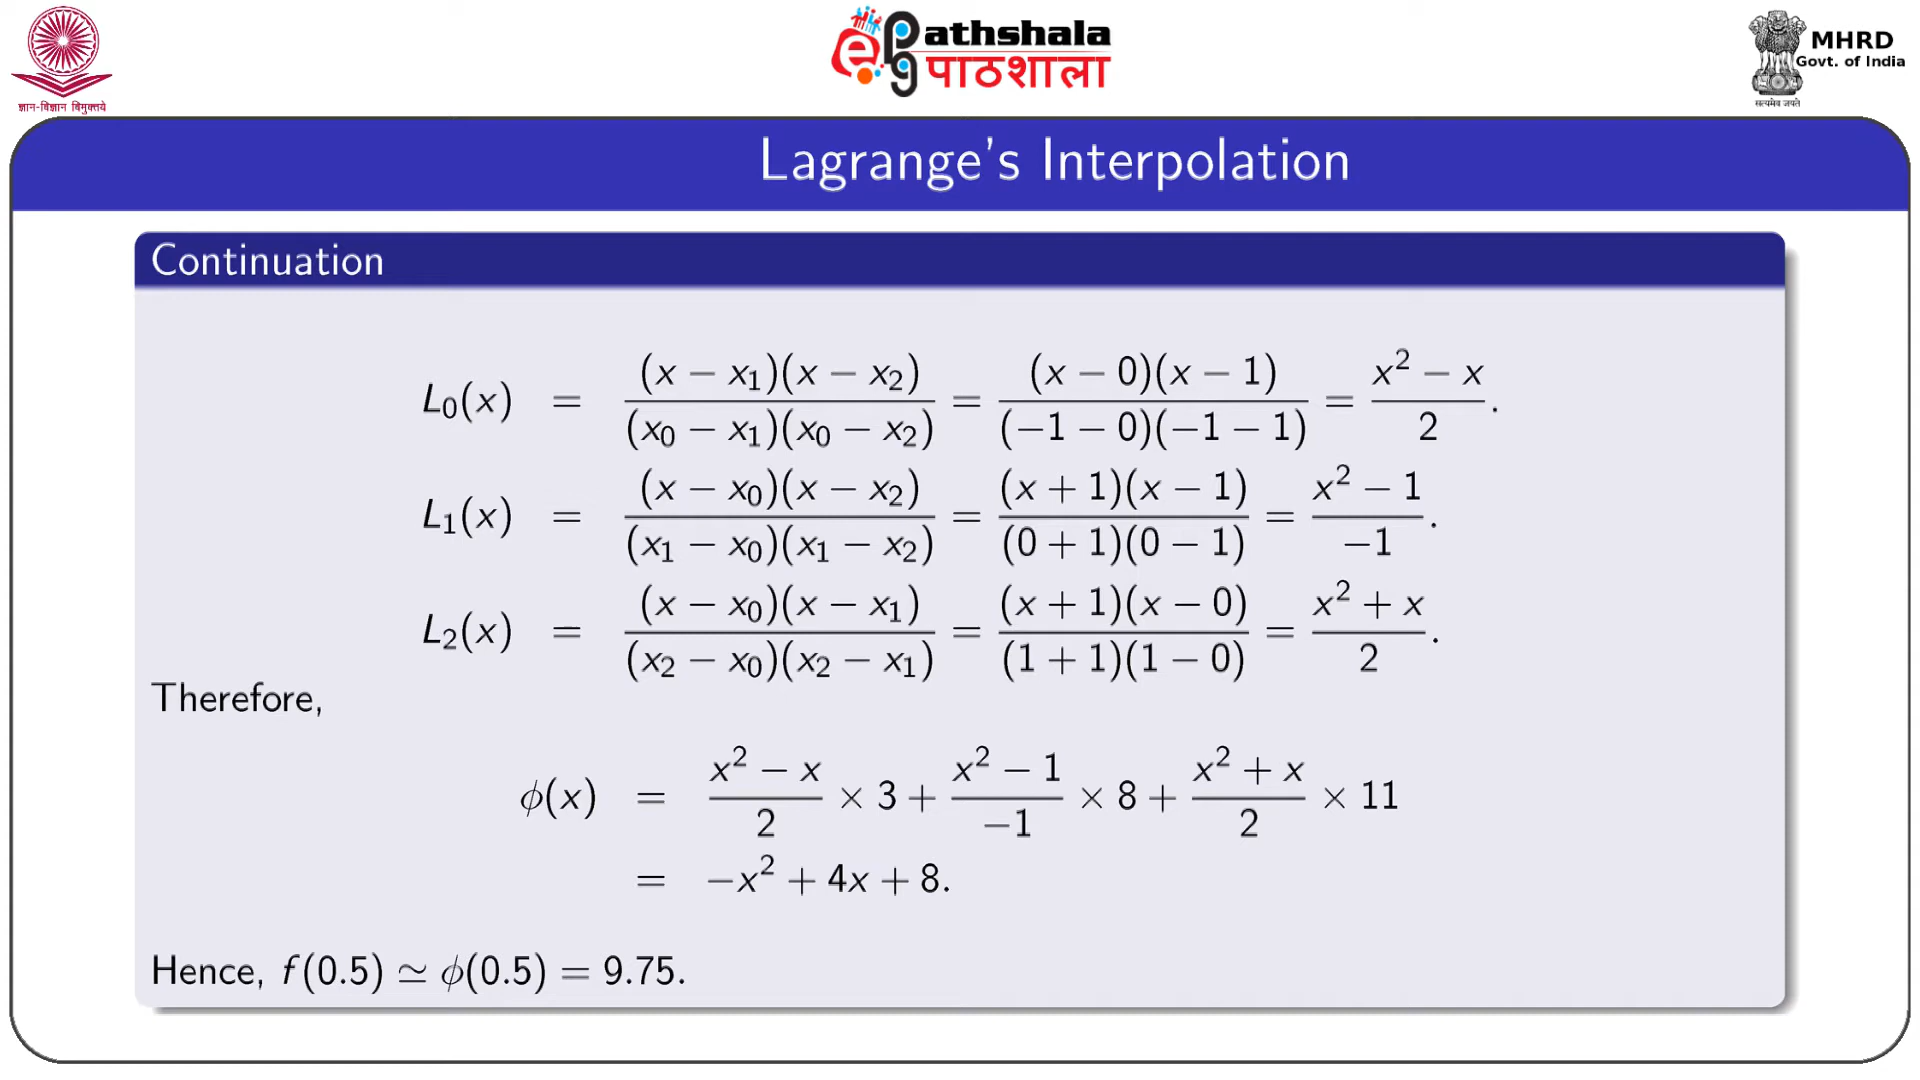 ज्ञान-विज्ञान विमुक्तये
ePathshala
पाठशाला
MHRD
Govt. of India
सत्यमेव जयते
Lagrange's Interpolation
Continuation
L₀(x) = (x − x₁)(x − x₂) / (x₀ − x₁)(x₀ − x₂) = (x − 0)(x − 1) / (−1 − 0)(−1 − 1) = x² − x / 2.
L₁(x) = (x − x₀)(x − x₂) / (x₁ − x₀)(x₁ − x₂) = (x + 1)(x − 1) / (0 + 1)(0 − 1) = x² − 1 / −1.
L₂(x) = (x − x₀)(x − x₁) / (x₂ − x₀)(x₂ − x₁) = (x + 1)(x − 0) / (1 + 1)(1 − 0) = x² + x / 2.
Therefore,
ϕ(x) = x² − x / 2 × 3 + x² − 1 / −1 × 8 + x² + x / 2 × 11
= −x² + 4x + 8.
Hence, f(0.5) ≃ ϕ(0.5) = 9.75.